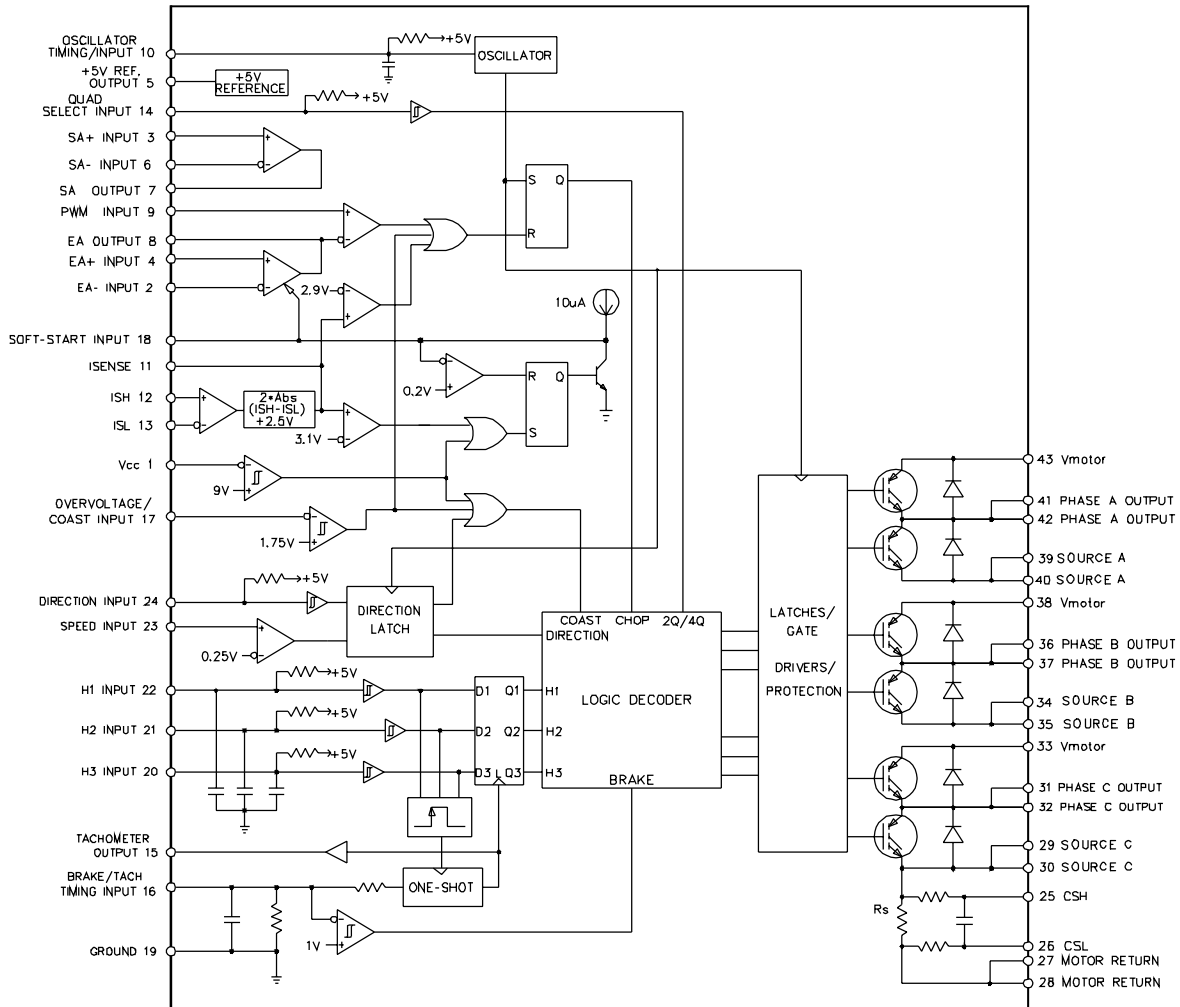 OSCILLATOR
TIMING/INPUT 10
+5V
OSCILLATOR
+5V REF.
OUTPUT 5
+5V
REFERENCE
QUAD
SELECT INPUT 14
+5V
SA+ INPUT 3
+
SA- INPUT 6
-
SA OUTPUT 7
S Q
R
PWM INPUT 9
+
EA OUTPUT 8
-
EA+ INPUT 4
+
EA- INPUT 2
-
2.9V
-
+
10uA
SOFT-START INPUT 18
ISENSE 11
-
+
0.2V
R Q
S
ISH 12
+
ISL 13
-
2*Abs
(ISH-ISL)
+2.5V
+
-
3.1V
Vcc 1
-
+
9V
OVERVOLTAGE/
COAST INPUT 17
-
+
1.75V
DIRECTION INPUT 24
+5V
DIRECTION
LATCH
SPEED INPUT 23
+
-
0.25V
COAST CHOP 2Q/4Q
DIRECTION
LOGIC DECODER
H1
H2
H3
BRAKE
H1 INPUT 22
+5V
D1 Q1
H2 INPUT 21
+5V
D2 Q2
H3 INPUT 20
+5V
D3 L Q3
TACHOMETER
OUTPUT 15
BRAKE/TACH
TIMING INPUT 16
ONE-SHOT
-
+
1V
GROUND 19
LATCHES/
GATE
DRIVERS/
PROTECTION
43 Vmotor
41 PHASE A OUTPUT
42 PHASE A OUTPUT
39 SOURCE A
40 SOURCE A
38 Vmotor
36 PHASE B OUTPUT
37 PHASE B OUTPUT
34 SOURCE B
35 SOURCE B
33 Vmotor
31 PHASE C OUTPUT
32 PHASE C OUTPUT
29 SOURCE C
30 SOURCE C
Rs
25 CSH
26 CSL
27 MOTOR RETURN
28 MOTOR RETURN